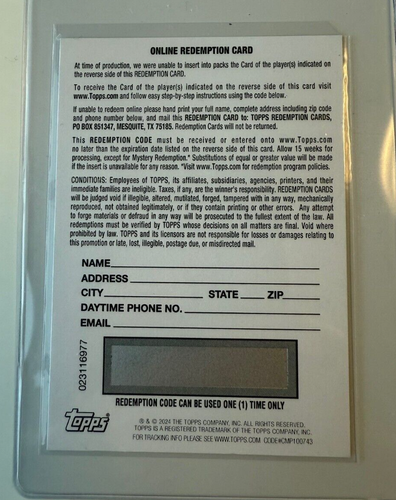 ONLINE REDEMPTION CARD
At time of production, we were unable to insert into packs the Card of the player(s) indicated on
the reverse side of this REDEMPTION CARD.
To receive the Card of the player(s) indicated on the reverse side of this card visit
www.Topps.com and follow easy step-by-step instructions using the code below.
If unable to redeem online please hand print your full name, complete address including zip code
and phone number below, and mail this REDEMPTION CARD to: TOPPS REDEMPTION CARDS,
PO BOX 851347, MESQUITE, TX 75185. Redemption Cards will not be returned.
This REDEMPTION CODE must be received or entered onto www.Topps.com
no later than the expiration date listed on the reverse side of this card. Allow 15 weeks for
processing, except for Mystery Redemption.* Substitutions of equal or greater value will be made
if the insert is unavailable for any reason. *Visit www.Topps.com for redemption program policies.
CONDITIONS: Employees of TOPPS, its affiliates, subsidiaries, agencies, printers, and their
immediate families are ineligible. Taxes, if any, are the winner's responsibility. REDEMPTION CARDS
will be judged void if illegible, altered, mutilated, forged, tampered with in any way, mechanically
reproduced, not obtained legitimately, or if they contain printing or other errors. Any attempt
to forge materials or defraud in any way will be prosecuted to the fullest extent of the law. All
redemptions must be verified by TOPPS whose decisions on all matters are final. Void where
prohibited by law. TOPPS and its licensors are not responsible for losses or damages relating to
this promotion or late, lost, illegible, postage due, or misdirected mail.
NAME
ADDRESS
CITY STATE ZIP
DAYTIME PHONE NO.
EMAIL
023116977
REDEMPTION CODE CAN BE USED ONE (1) TIME ONLY
topps
® & © 2024 THE TOPPS COMPANY, INC. ALL RIGHTS RESERVED.
TOPPS IS A REGISTERED TRADEMARK OF THE TOPPS COMPANY, INC.
FOR TRACKING INFO PLEASE SEE WWW.TOPPS.COM CODE#CMP100743